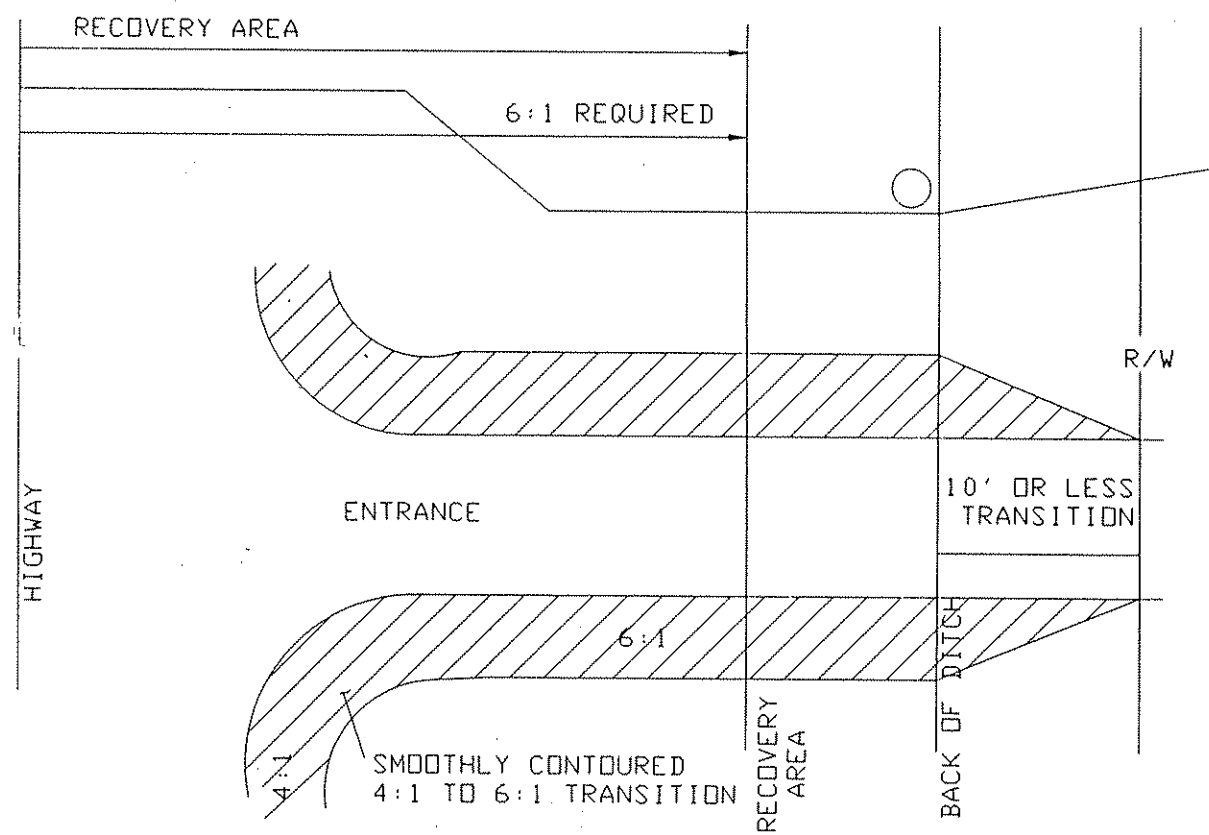 RECOVERY AREA
6:1 REQUIRED
R/W
10' OR LESS
TRANSITION
ENTRANCE
HIGHWAY
6:1
4:1
SMOOTHLY CONTOURED
4:1 TO 6:1 TRANSITION
RECOVERY
AREA
BACK OF DITCH